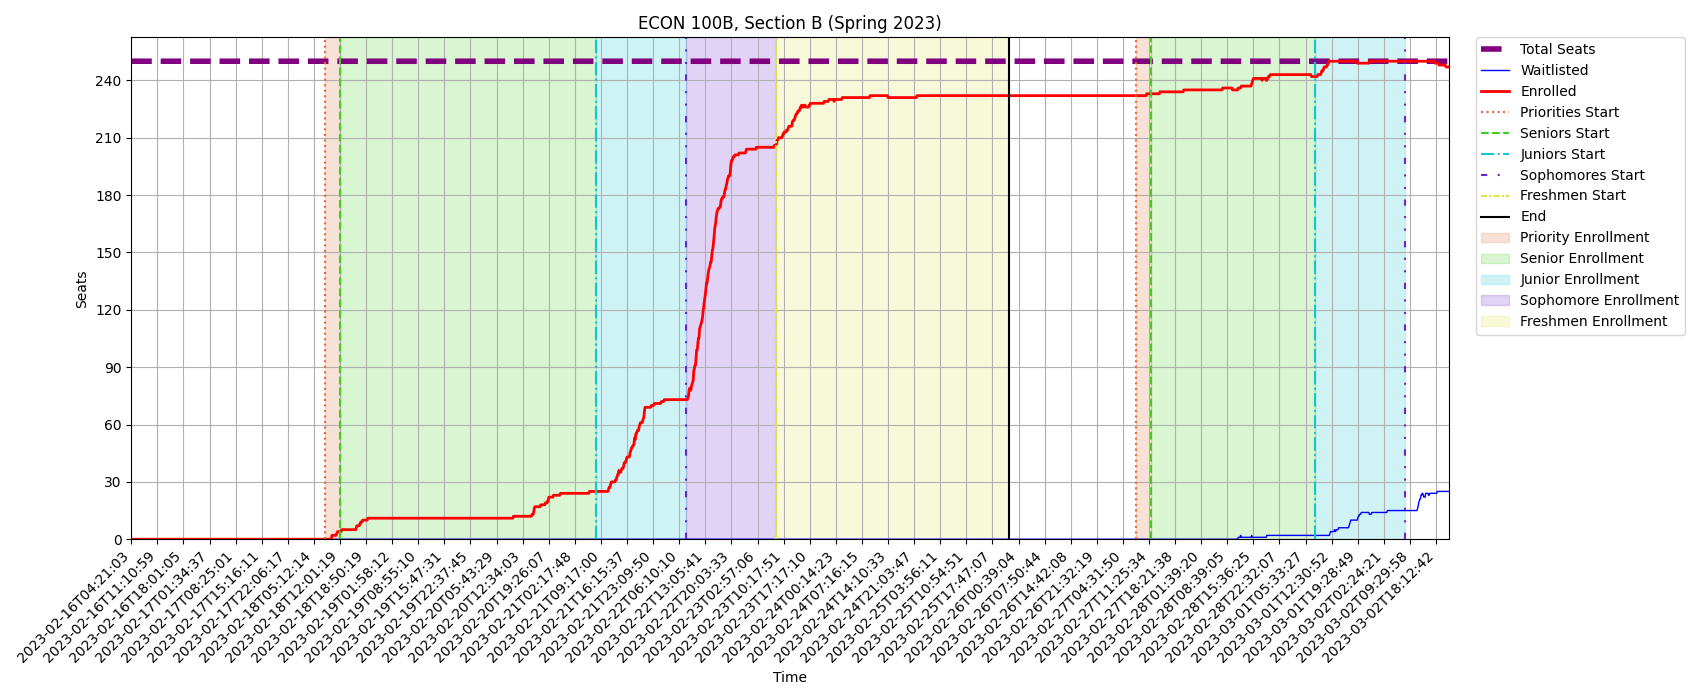 ECON 100B, Section B (Spring 2023)
Total Seats
Waitlisted
Enrolled
Priorities Start
Seniors Start
Juniors Start
Sophomores Start
Freshmen Start
End
Priority Enrollment
Senior Enrollment
Junior Enrollment
Sophomore Enrollment
Freshmen Enrollment
Seats
240
210
180
150
120
90
60
30
0
2023-02-16T04:21:03
2023-02-16T11:10:59
2023-02-16T18:01:05
2023-02-17T01:34:37
2023-02-17T08:25:01
2023-02-17T15:16:11
2023-02-17T22:06:17
2023-02-18T05:12:14
2023-02-18T12:01:19
2023-02-18T18:50:19
2023-02-19T01:58:12
2023-02-19T08:55:10
2023-02-19T15:47:31
2023-02-19T22:37:45
2023-02-20T05:43:29
2023-02-20T12:34:03
2023-02-20T19:26:07
2023-02-21T02:17:48
2023-02-21T09:17:00
2023-02-21T16:15:37
2023-02-21T23:09:50
2023-02-22T06:10:10
2023-02-22T13:05:41
2023-02-22T20:03:33
2023-02-23T02:57:06
2023-02-23T10:17:51
2023-02-23T17:17:10
2023-02-24T00:14:23
2023-02-24T07:16:15
2023-02-24T14:10:33
2023-02-24T21:03:47
2023-02-25T03:56:11
2023-02-25T10:54:51
2023-02-25T17:47:07
2023-02-26T00:39:04
2023-02-26T07:50:44
2023-02-26T14:42:08
2023-02-26T21:32:19
2023-02-27T04:31:50
2023-02-27T11:25:34
2023-02-27T18:21:38
2023-02-28T01:39:20
2023-02-28T08:39:05
2023-02-28T15:36:25
2023-02-28T22:32:07
2023-03-01T05:33:27
2023-03-01T12:30:52
2023-03-01T19:28:49
2023-03-02T02:24:21
2023-03-02T09:29:58
2023-03-02T18:12:42
Time